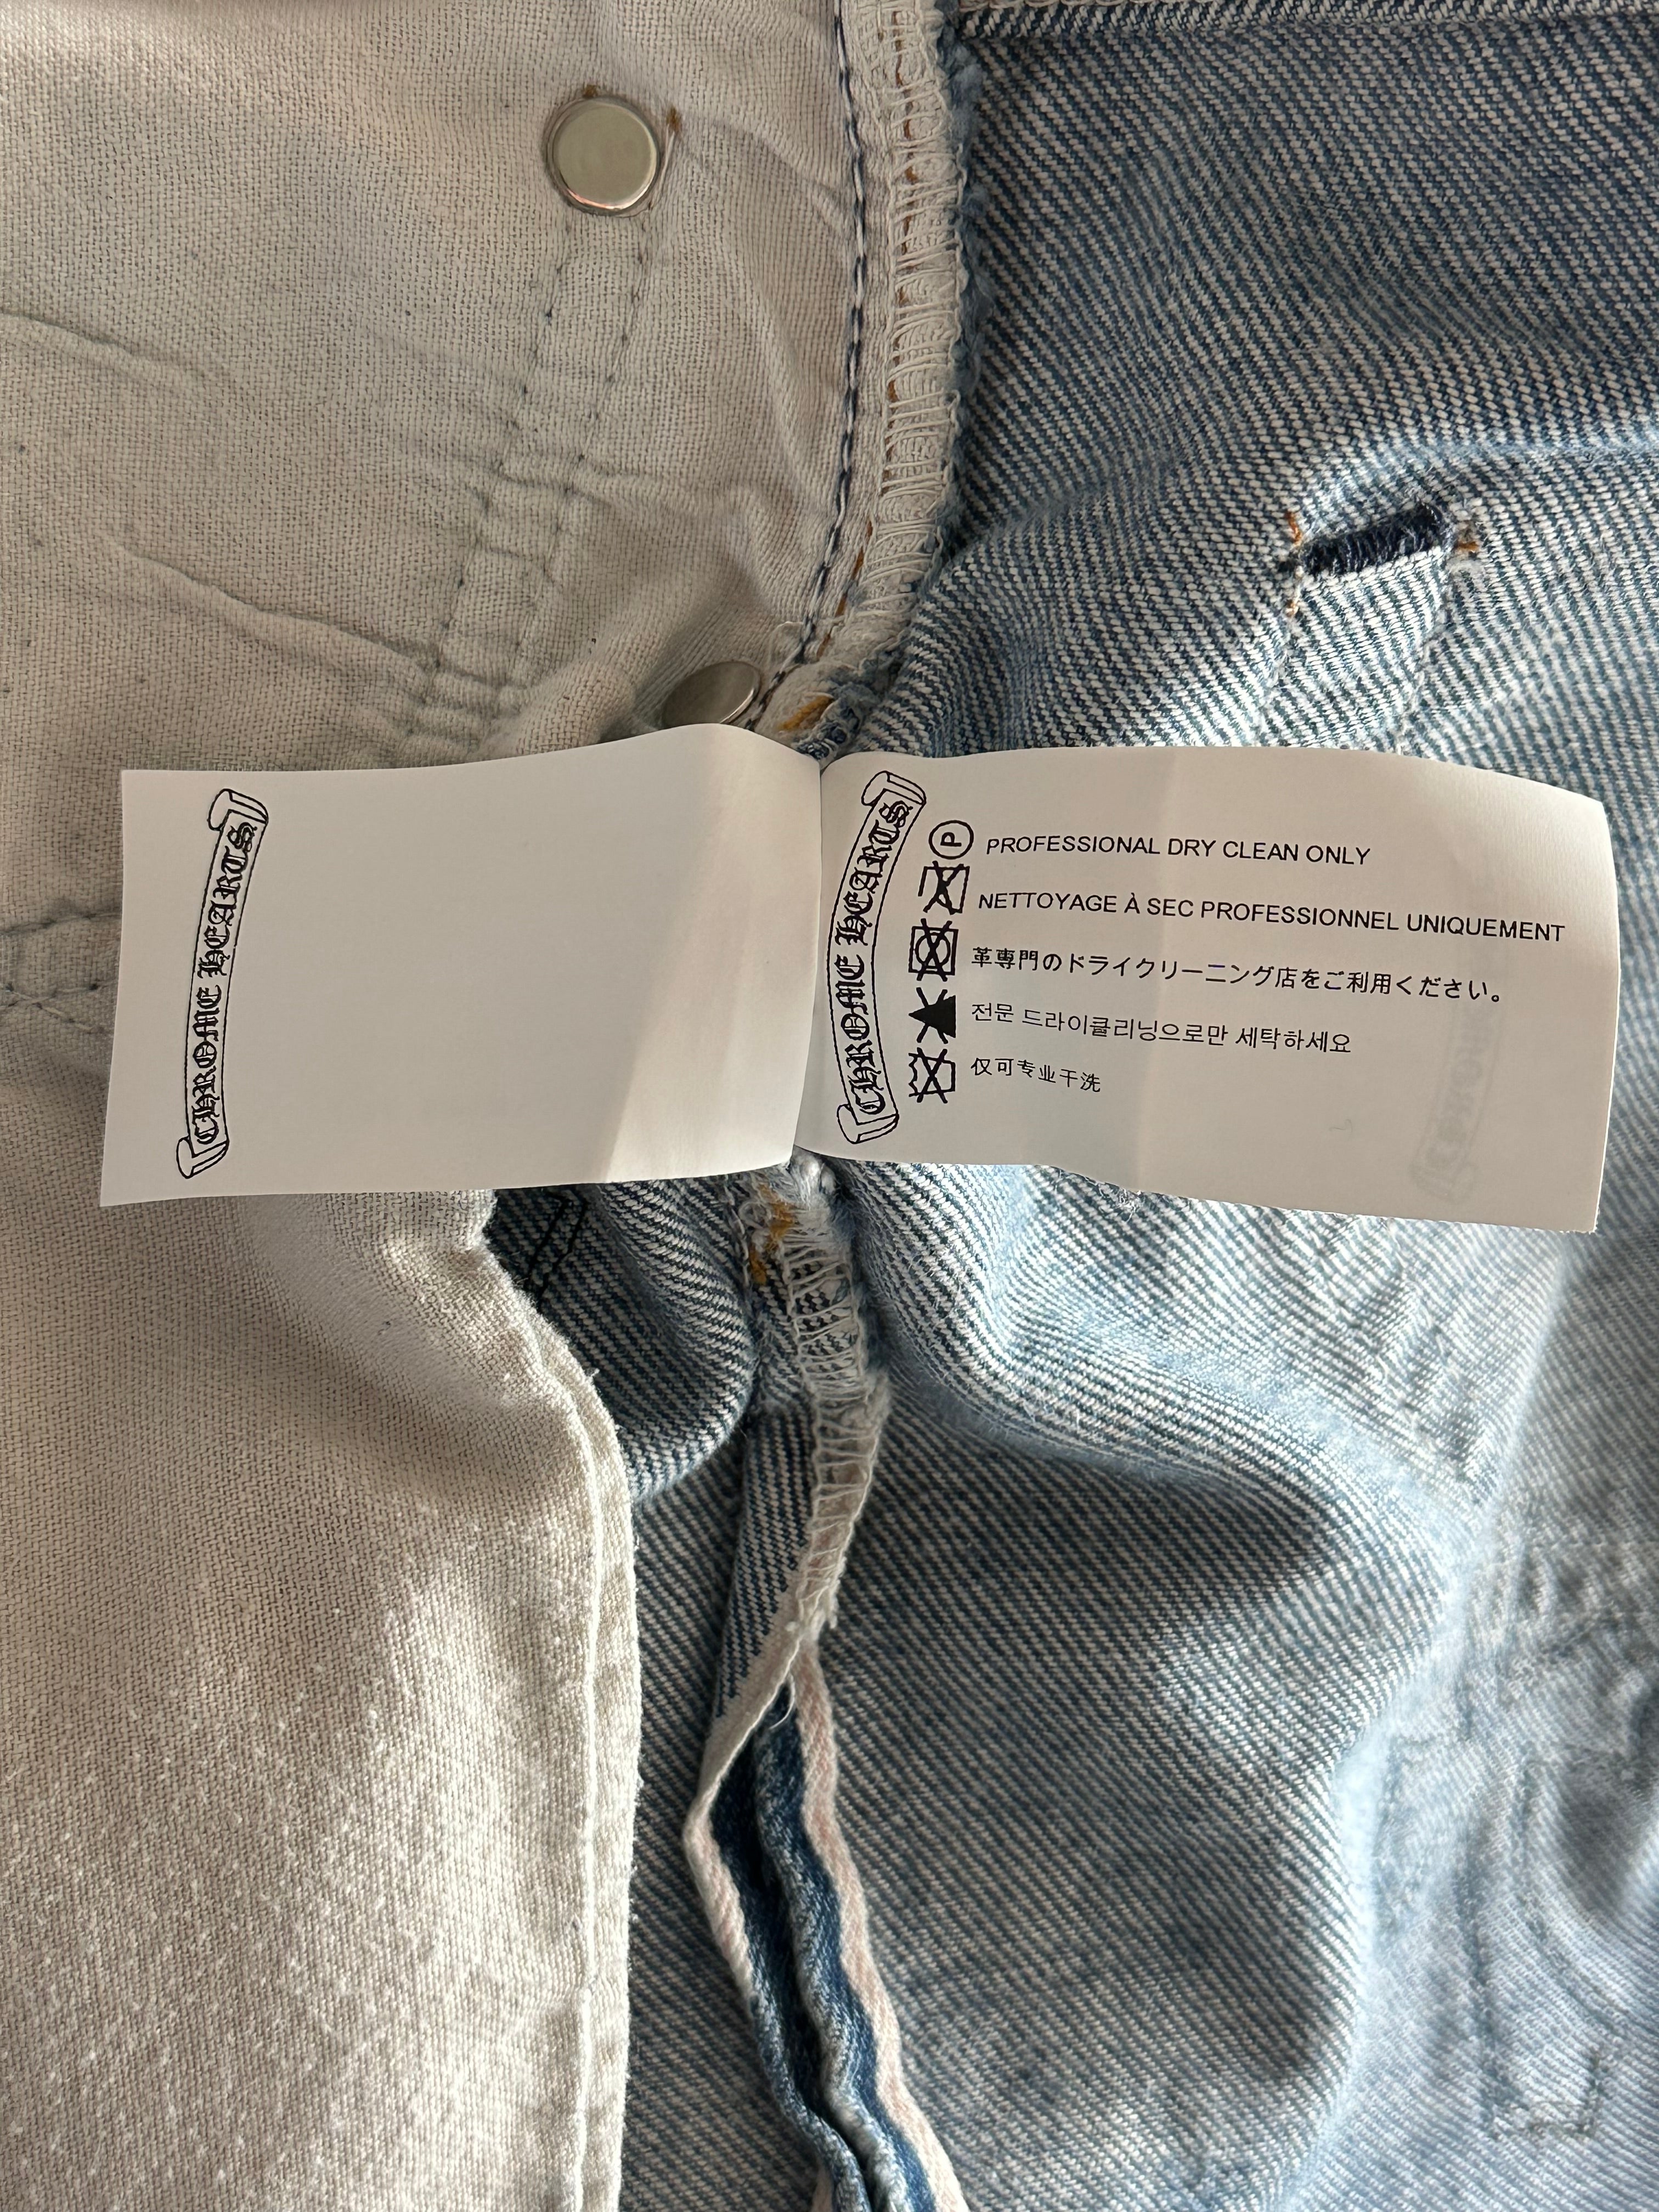 CHROME HEARTS
CHROME HEARTS
P
PROFESSIONAL DRY CLEAN ONLY
NETTOYAGE À SEC PROFESSIONNEL UNIQUEMENT
革専門のドライクリーニング店をご利用ください。
전문 드라이클리닝으로만 세탁하세요
仅可专业干洗